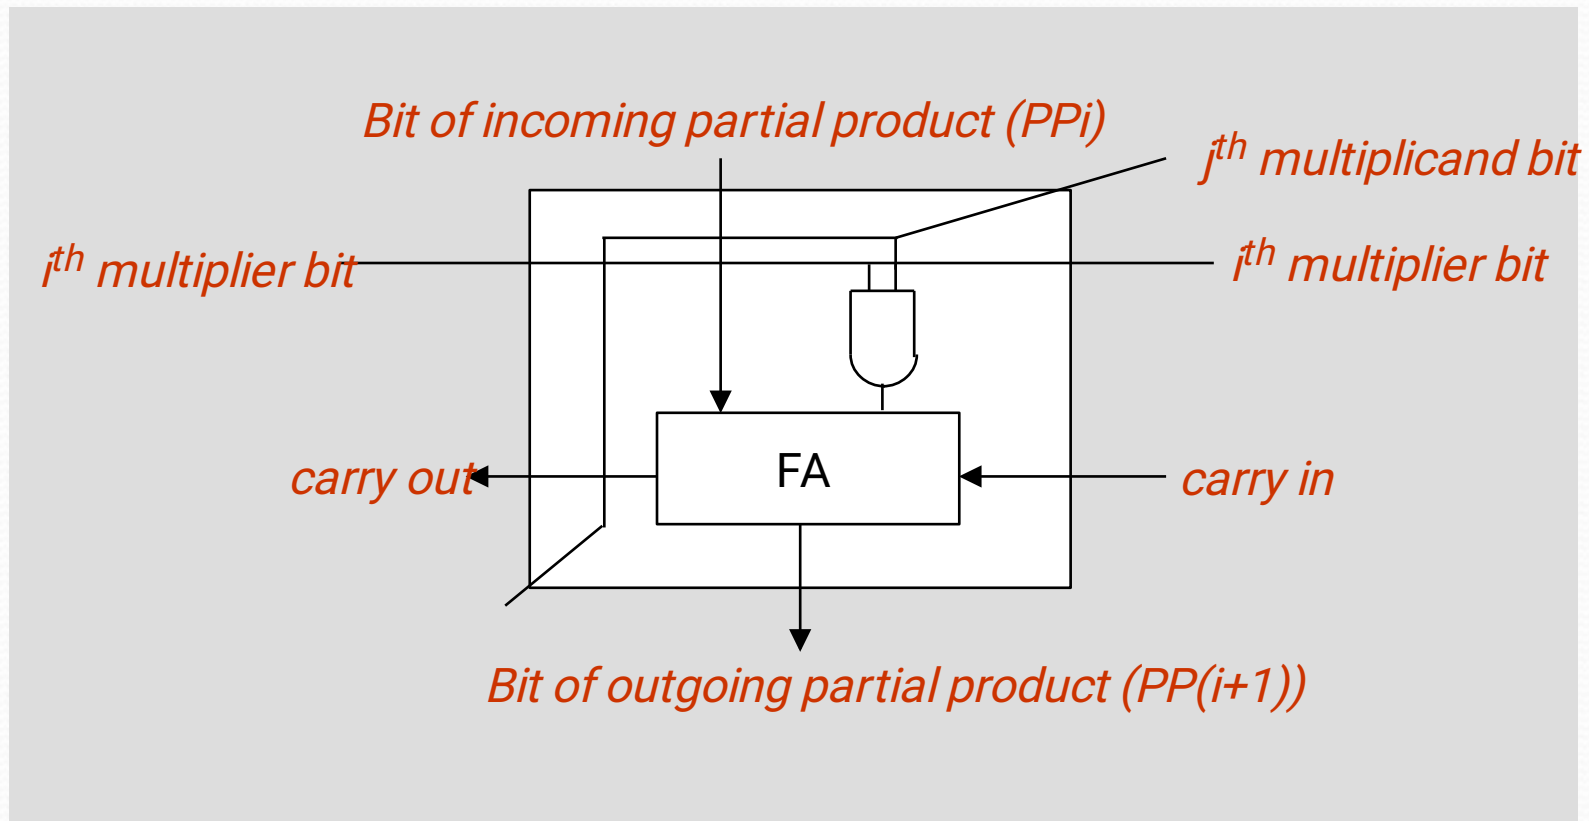 Bit of incoming partial product (PPi)
jth multiplicand bit
ith multiplier bit
ith multiplier bit
carry out
FA
carry in
Bit of outgoing partial product (PP(i+1))